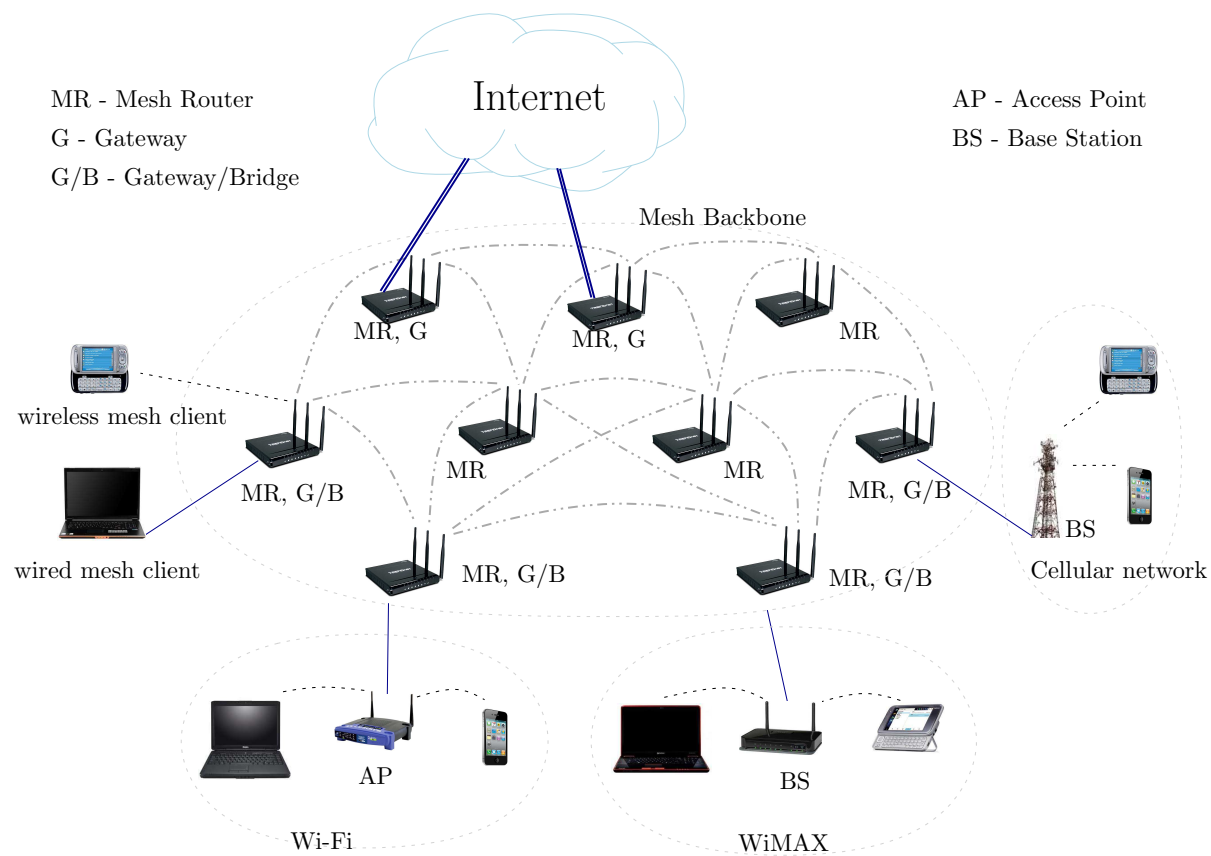 Internet
MR - Mesh Router
G - Gateway
G/B - Gateway/Bridge
AP - Access Point
BS - Base Station
Mesh Backbone
MR, G
MR, G
MR
wireless mesh client
MR, G/B
MR
MR
MR, G/B
wired mesh client
MR, G/B
MR, G/B
BS
Cellular network
AP
BS
Wi-Fi
WiMAX